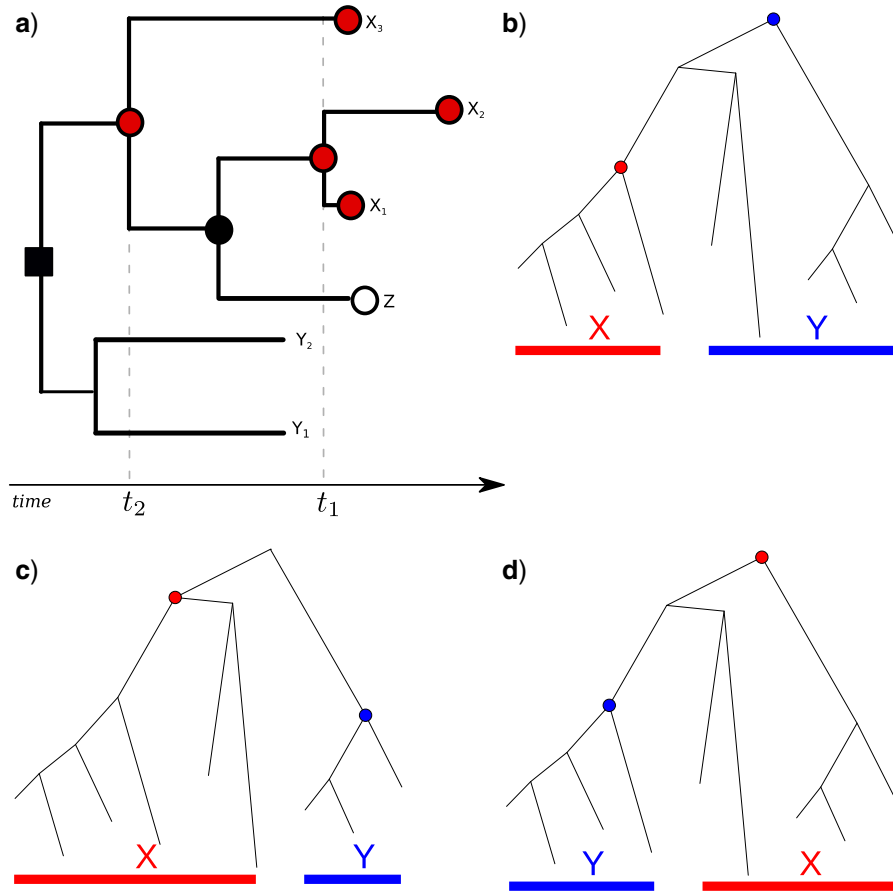 a)
X₃
X₂
X₁
Z
Y₂
Y₁
time
t₂
t₁
b)
X
Y
c)
X
Y
d)
Y
X